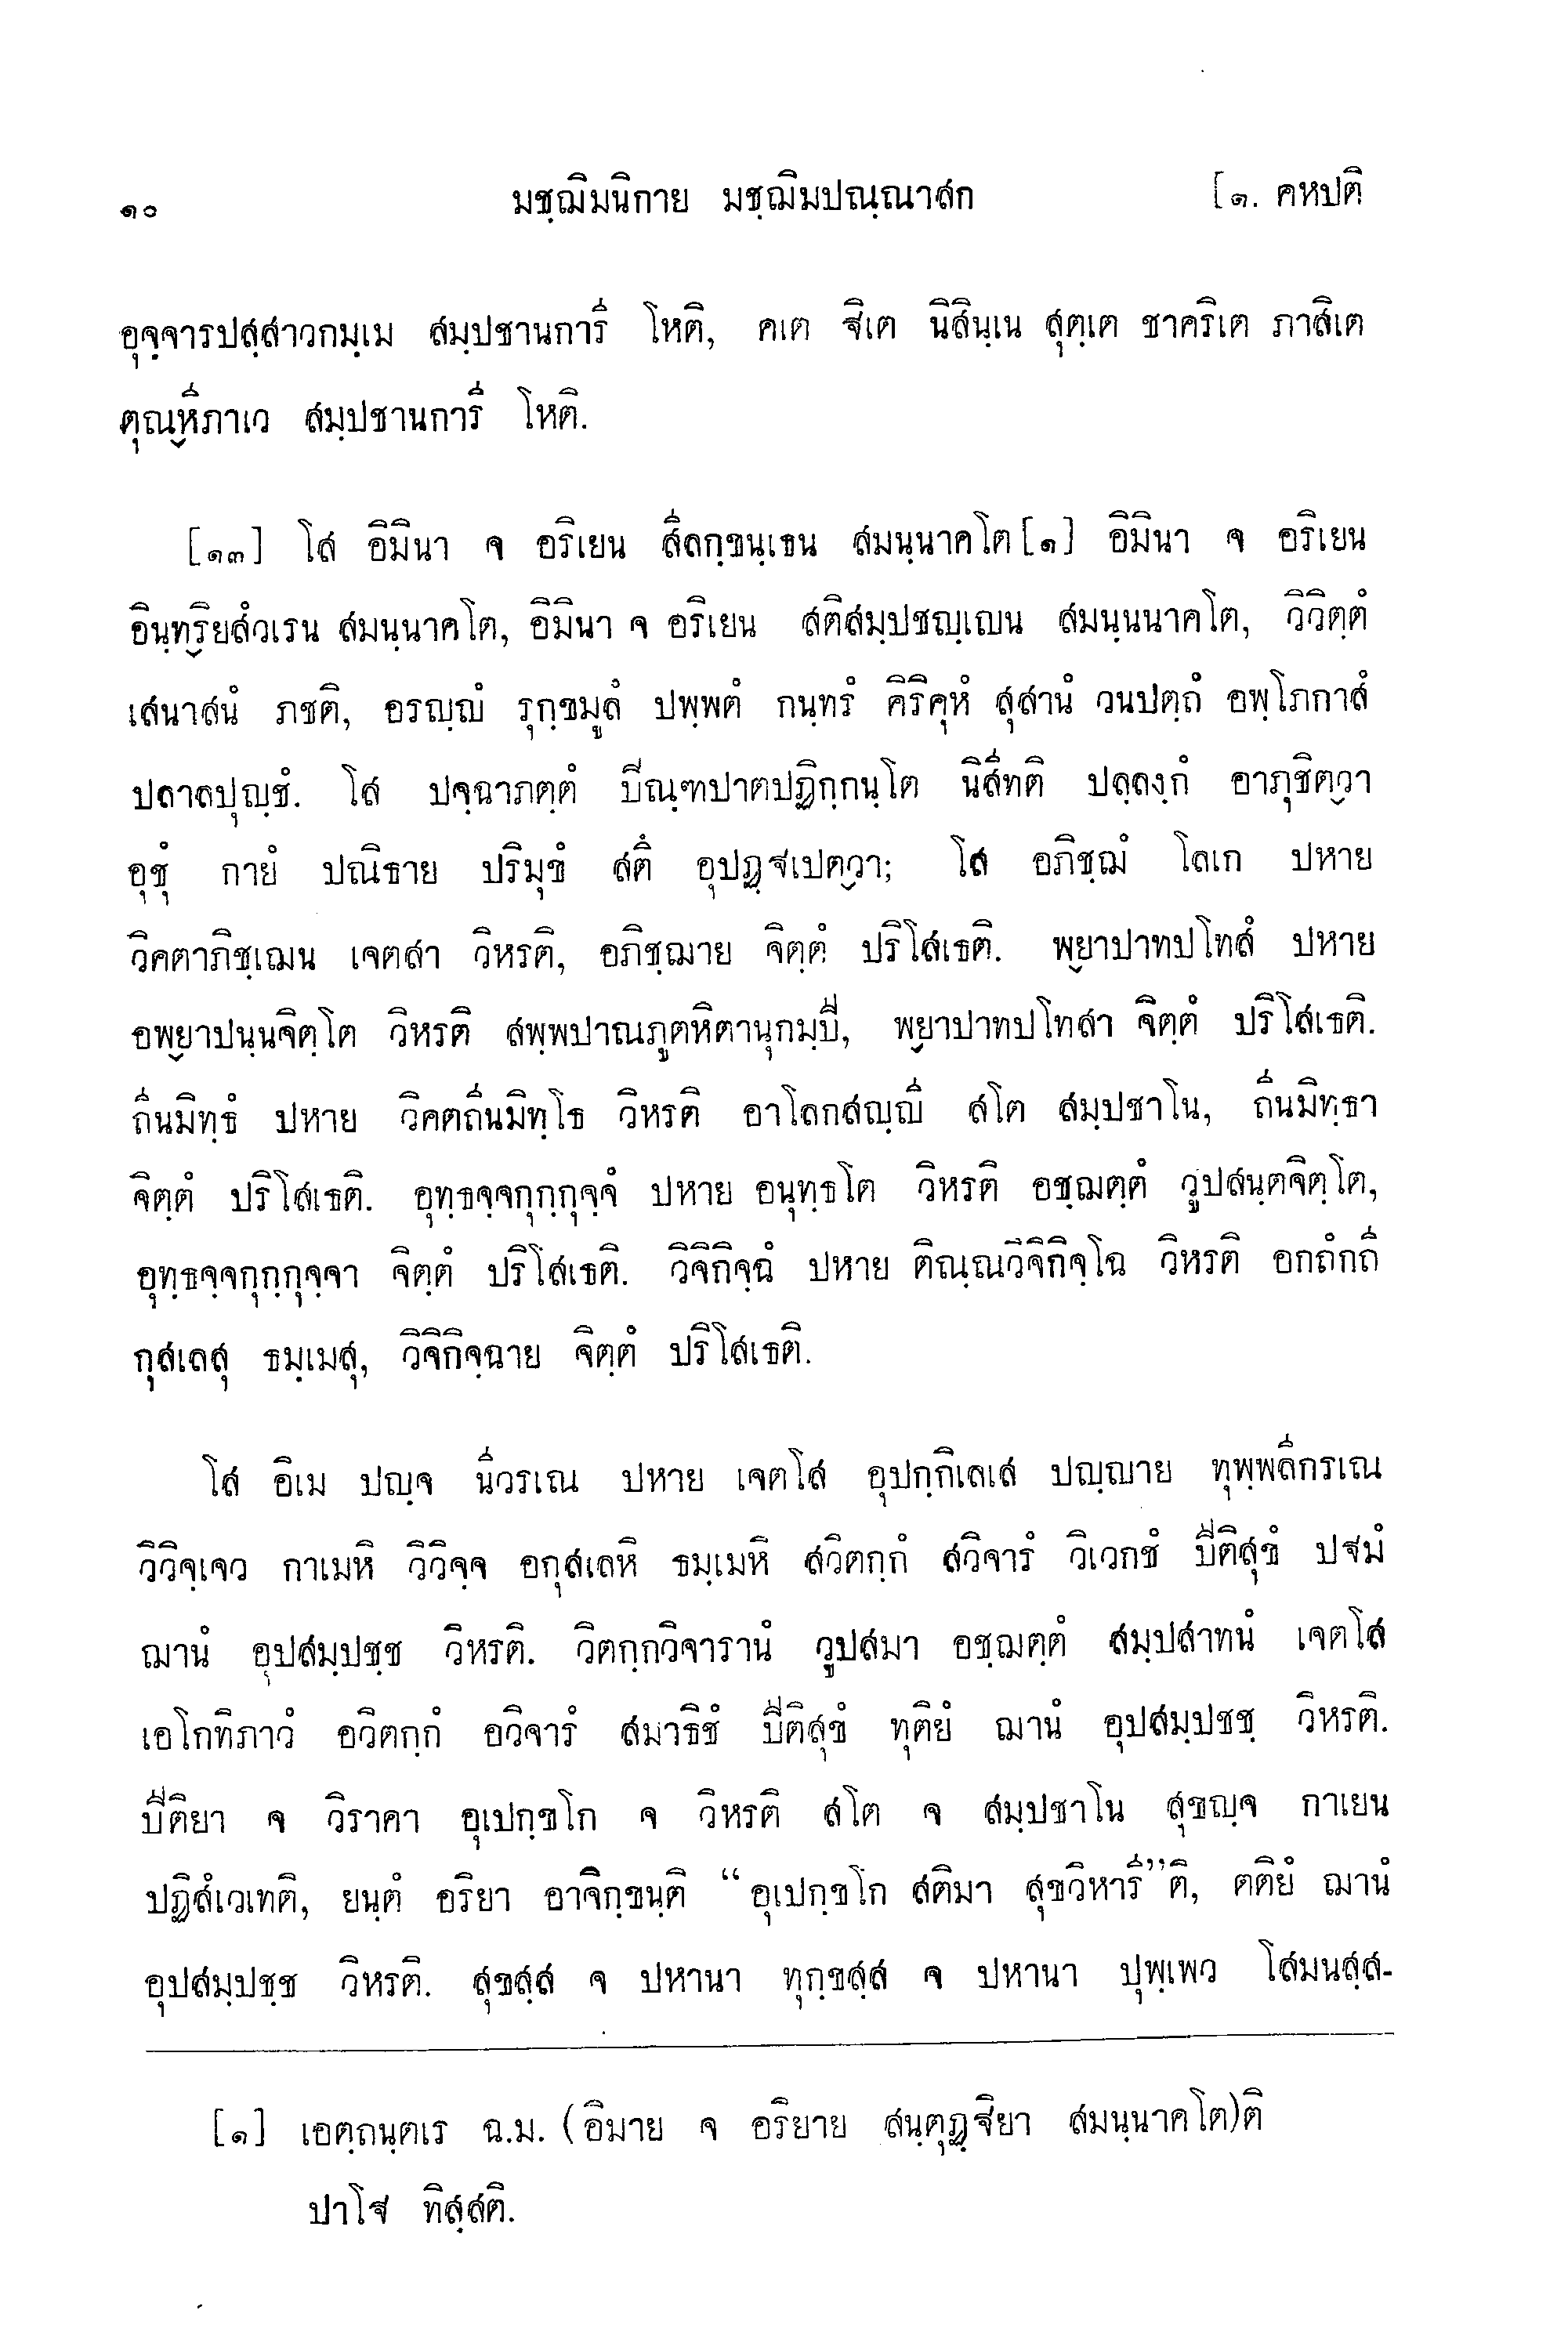 ๑๐ มชฺฌิมนิกาย มชฺฌิมปณฺณาสก [๑. คหปติ
อุจฺจารปสฺสาวกมฺเม สมฺปชานการี โหติ, คเต ฐิเต นิสินฺเน สุตฺเต ชาคริเต ภาสิเต
ตุณฺหีภาเว สมฺปชานการี โหติ.
[๑๓] โส อิมินา จ อริเยน สีลกฺขนฺเธน สมนฺนาคโต[๑] อิมินา จ อริเยน
อินฺทฺริยสํวเรน สมนฺนาคโต, อิมินา จ อริเยน สติสมฺปชญฺเญน สมนฺนนาคโต, วิวิตฺตํ
เสนาสนํ ภชติ, อรญฺญํ รุกฺขมูลํ ปพฺพตํ กนฺทรํ คิริคุหํ สุสานํ วนปตฺถํ อพฺโภกาสํ
ปลาลปุญฺชํ. โส ปจฺฉาภตฺตํ ปิณฺฑปาตปฏิกฺกนฺโต นิสีทติ ปลฺลงฺกํ อาภุชิตฺวา
อุชุํ กายํ ปณิธาย ปริมุขํ สตึ อุปฏฺฐเปตฺวา; โส อภิชฺฌํ โลเก ปหาย
วิคตาภิชฺเฌน เจตสา วิหรติ, อภิชฺฌาย จิตฺตํ ปริโสเธติ. พฺยาปาทปโทสํ ปหาย
อพฺยาปนฺนจิตฺโต วิหรติ สพฺพปาณภูตหิตานุกมฺปี, พฺยาปาทปโทสา จิตฺตํ ปริโสเธติ.
ถีนมิทฺธํ ปหาย วิคตถีนมิทฺโธ วิหรติ อาโลกสญฺญี สโต สมฺปชาโน, ถีนมิทฺธา
จิตฺตํ ปริโสเธติ. อุทฺธจฺจกุกฺกุจฺจํ ปหาย อนุทฺธโต วิหรติ อชฺฌตฺตํ วูปสนฺตจิตฺโต,
อุทฺธจฺจกุกฺกุจฺจา จิตฺตํ ปริโสเธติ. วิจิกิจฺฉํ ปหาย ติณฺณวิจิกิจฺโฉ วิหรติ อกถํกถี
กุสเลสุ ธมฺเมสุ, วิจิกิจฺฉาย จิตฺตํ ปริโสเธติ.
โส อิเม ปญฺจ นีวรเณ ปหาย เจตโส อุปกฺกิเลเส ปญฺญาย ทุพฺพลีกรเณ
วิวิจฺเจว กาเมหิ วิวิจฺจ อกุสเลหิ ธมฺเมหิ สวิตกฺกํ สวิจารํ วิเวกชํ ปีติสุขํ ปฐมํ
ฌานํ อุปสมฺปชฺช วิหรติ. วิตกฺกวิจารานํ วูปสมา อชฺฌตฺตํ สมฺปสาทนํ เจตโส
เอโกทิภาวํ อวิตกฺกํ อวิจารํ สมาธิชํ ปีติสุขํ ทุติยํ ฌานํ อุปสมฺปชชฺ วิหรติ.
ปีติยา จ วิราคา อุเปกฺขโก จ วิหรติ สโต จ สมฺปชาโน สุขญฺจ กาเยน
ปฏิสํเวเทติ, ยนฺตํ อริยา อาจิกฺขนฺติ “อุเปกฺขโก สติมา สุขวิหารี”ติ, ตติยํ ฌานํ
อุปสมฺปชฺช วิหรติ. สุขสฺส จ ปหานา ทุกฺขสฺส จ ปหานา ปุพฺเพว โสมนสฺส-
[๑] เอตฺถนฺตเร ฉ.ม. (อิมาย จ อริยาย สนฺตุฏฺฐิยา สมนฺนาคโต)ติ
ปาโฐ ทิสฺสติ.